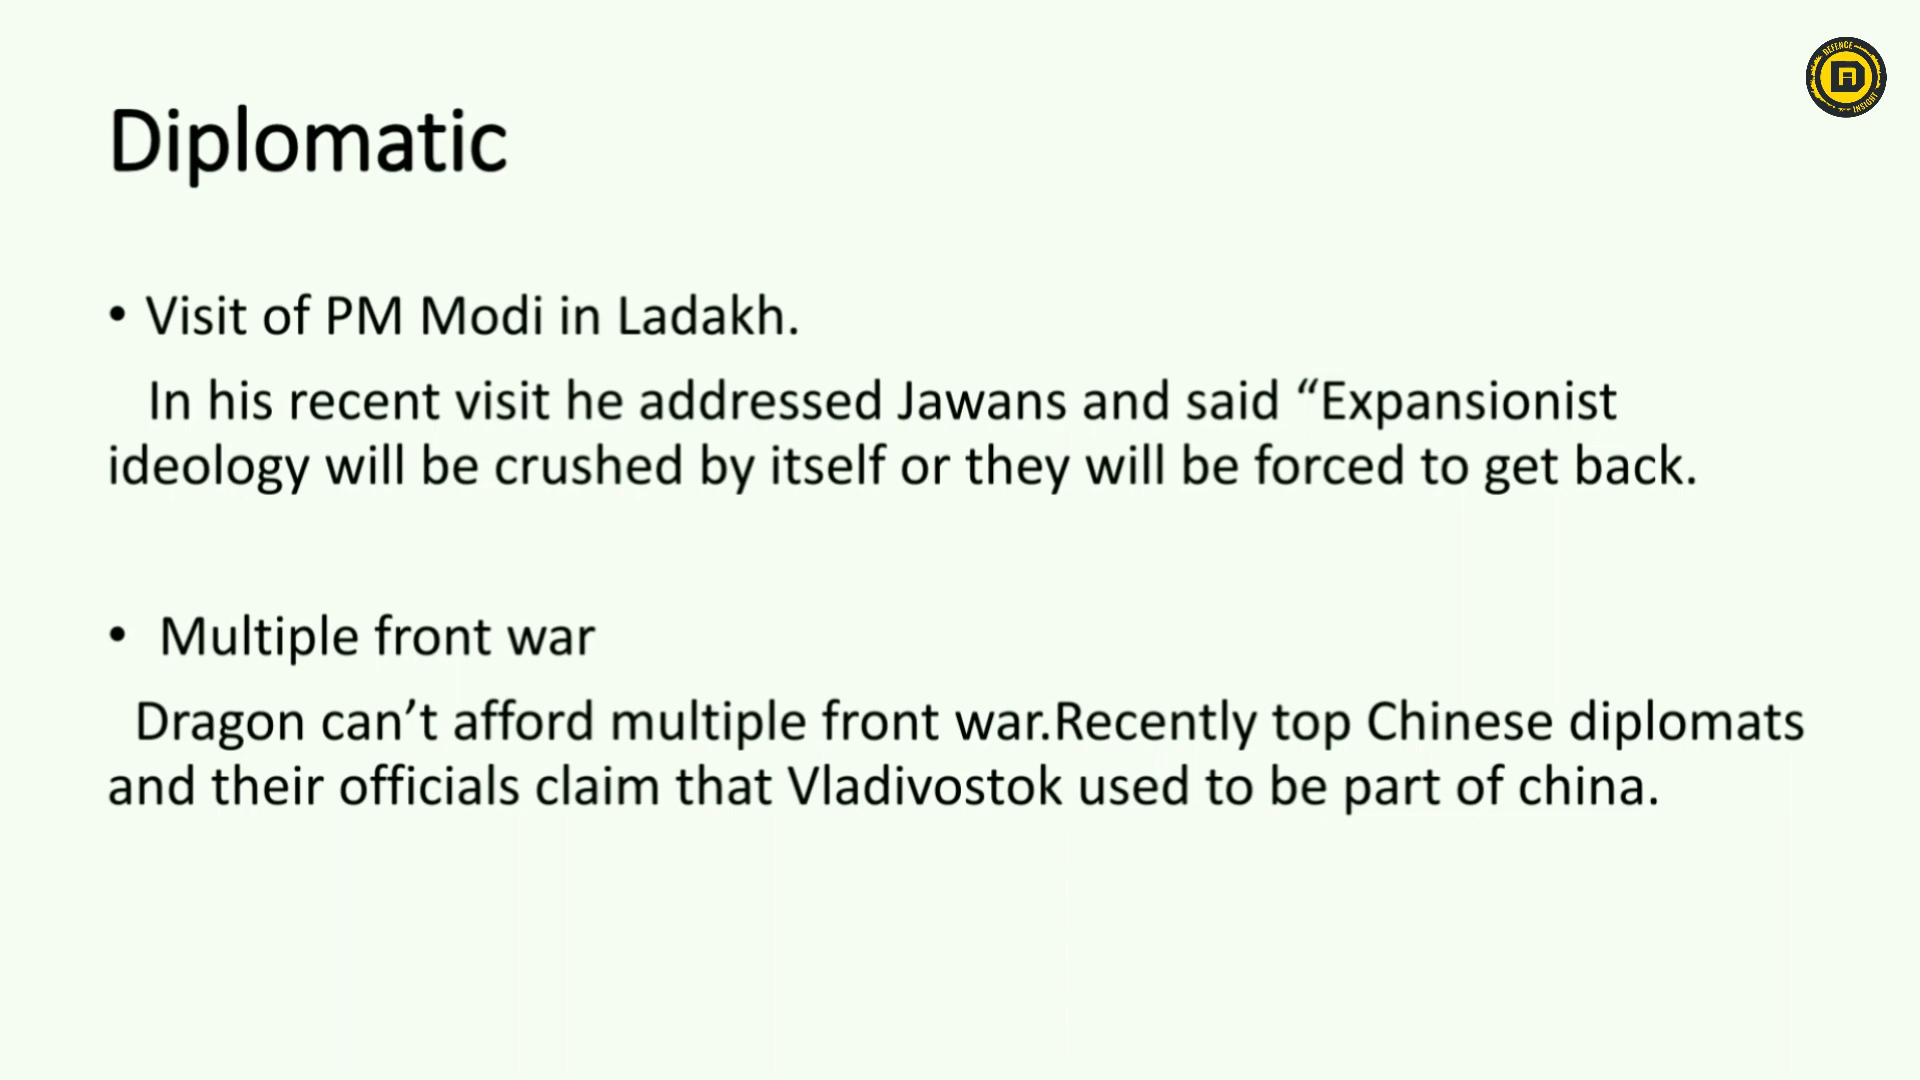 DEFENCE
INSIGHT
Diplomatic
• Visit of PM Modi in Ladakh.
In his recent visit he addressed Jawans and said “Expansionist
ideology will be crushed by itself or they will be forced to get back.
• Multiple front war
Dragon can’t afford multiple front war.Recently top Chinese diplomats
and their officials claim that Vladivostok used to be part of china.